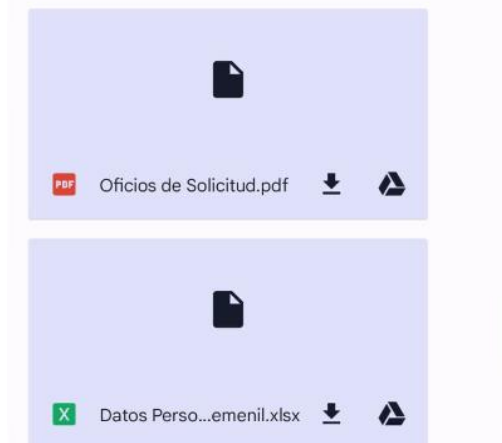 PDF Oficios de Solicitud.pdf
X Datos Perso...emenil.xlsx